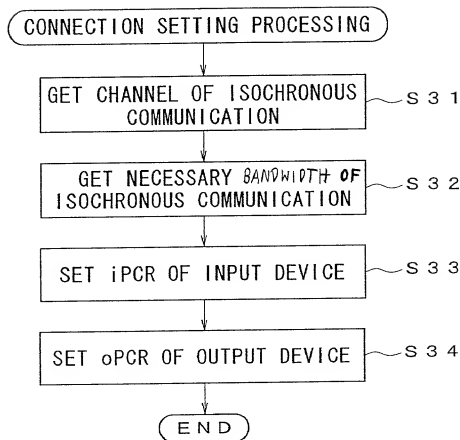 CONNECTION SETTING PROCESSING
GET CHANNEL OF ISOCHRONOUS
COMMUNICATION
S31
GET NECESSARY BANDWIDTH OF
ISOCHRONOUS COMMUNICATION
S32
SET iPCR OF INPUT DEVICE
S33
SET oPCR OF OUTPUT DEVICE
S34
END